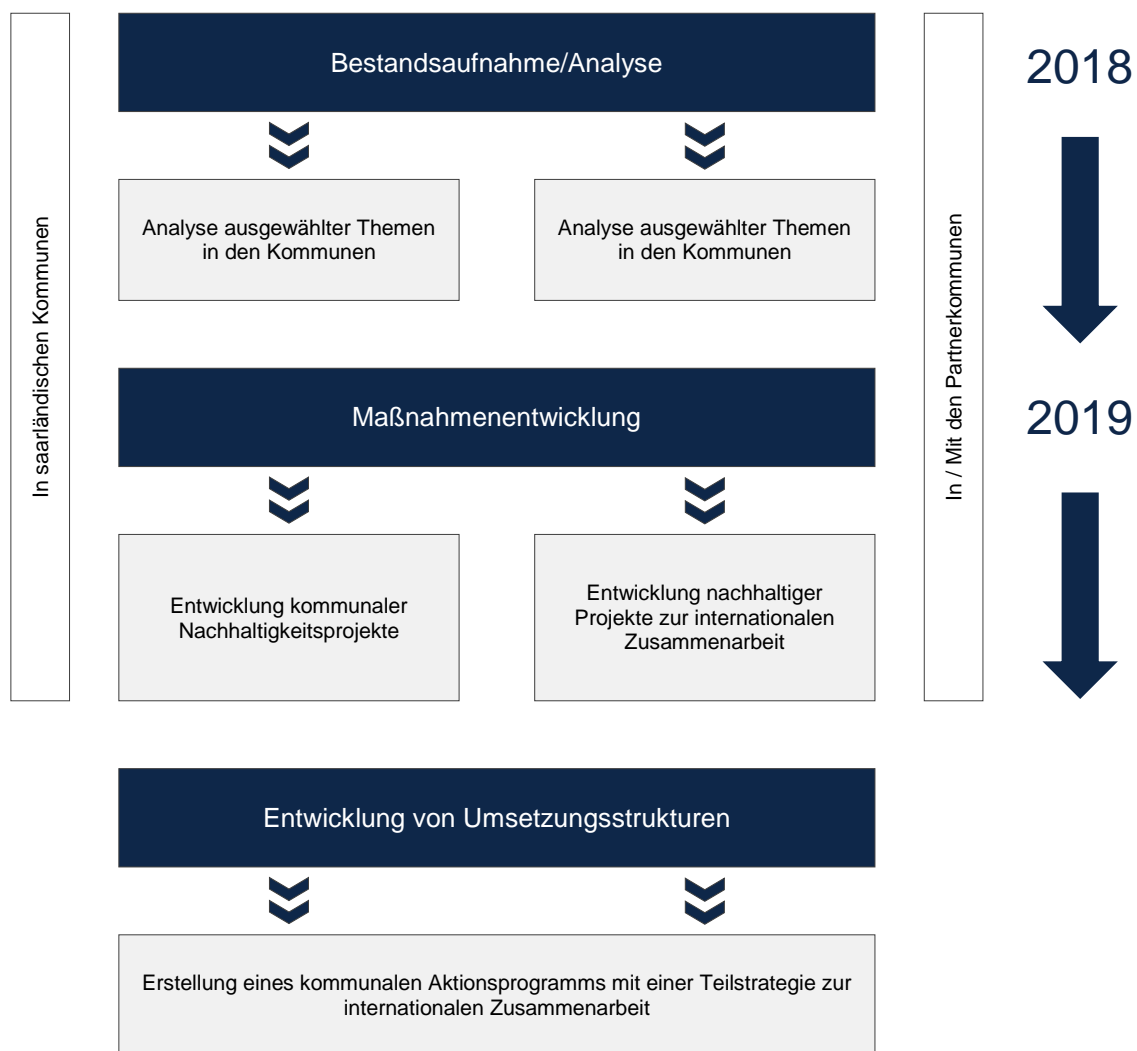 Bestandsaufnahme/Analyse
2018
Analyse ausgewählter Themen
in den Kommunen
Analyse ausgewählter Themen
in den Kommunen
In saarländischen Kommunen
In / Mit den Partnerkommunen
Maßnahmenentwicklung
2019
Entwicklung kommunaler
Nachhaltigkeitsprojekte
Entwicklung nachhaltiger
Projekte zur internationalen
Zusammenarbeit
Entwicklung von Umsetzungsstrukturen
Erstellung eines kommunalen Aktionsprogramms mit einer Teilstrategie zur
internationalen Zusammenarbeit